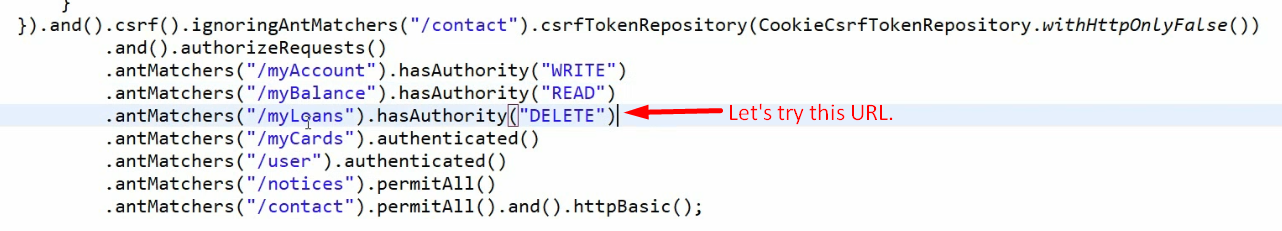 }
}).and().csrf().ignoringAntMatchers("/contact").csrfTokenRepository(CookieCsrfTokenRepository.withHttpOnlyFalse())
.and().authorizeRequests()
.antMatchers("/myAccount").hasAuthority("WRITE")
.antMatchers("/myBalance").hasAuthority("READ")
.antMatchers("/myLoans").hasAuthority("DELETE") Let's try this URL.
.antMatchers("/myCards").authenticated()
.antMatchers("/user").authenticated()
.antMatchers("/notices").permitAll()
.antMatchers("/contact").permitAll().and().httpBasic();